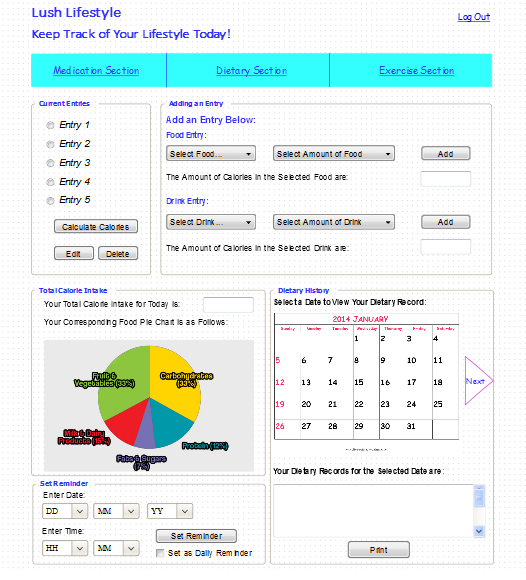 Lush Lifestyle
Log Out
Keep Track of Your Lifestyle Today!
Medication Section
Dietary Section
Exercise Section
Current Entries
Entry 1
Entry 2
Entry 3
Entry 4
Entry 5
Calculate Calories
Edit
Delete
Adding an Entry
Add an Entry Below:
Food Entry:
Select Food...
Select Amount of Food
Add
The Amount of Calories in the Selected Food are:
Drink Entry:
Select Drink...
Select Amount of Drink
Add
The Amount of Calories in the Selected Drink are:
Total Calorie Intake
Your Total Calorie Intake for Today is:
Your Corresponding Food Pie Chart is as Follows:
Fruit &
Vegetables (33%)
Carbohydrates
(33%)
Milk & Dairy
Products (15%)
Fats & Sugars
(7%)
Protein (12%)
Set Reminder
Enter Date:
DD
MM
YY
Enter Time:
HH
MM
Set Reminder
Set as Daily Reminder
Dietary History
Select a Date to View Your Dietary Record:
2014 JANUARY
Sunday Monday Tuesday Wednesday Thursday Friday Saturday
1 2 3 4
5 6 7 8 9 10 11
12 13 14 15 16 17 18
19 20 21 22 23 24 25
26 27 28 29 30 31
Next
Your Dietary Records for the Selected Date are:
Print